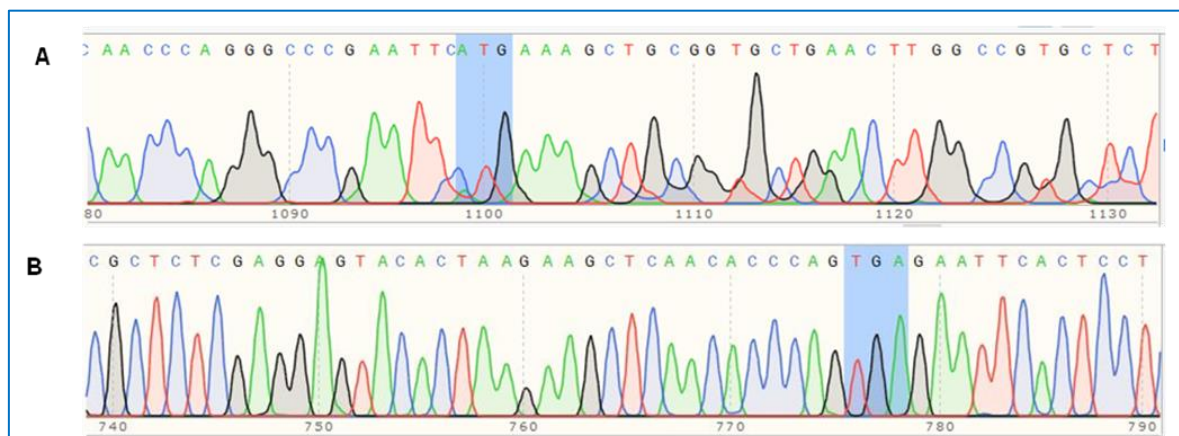 A
C A A C C C A G G G C C C G A A T T C A T G A A A G C T G C G G T G C T G A A C T T G G C C G T G C T C T
80 1090 1100 1110 1120 1130
B
C G C T C T C G A G G A G T A C A C T A A G A A G C T C A A C A C C C A G T G A G A A T T C A C T C C T
740 750 760 770 780 790